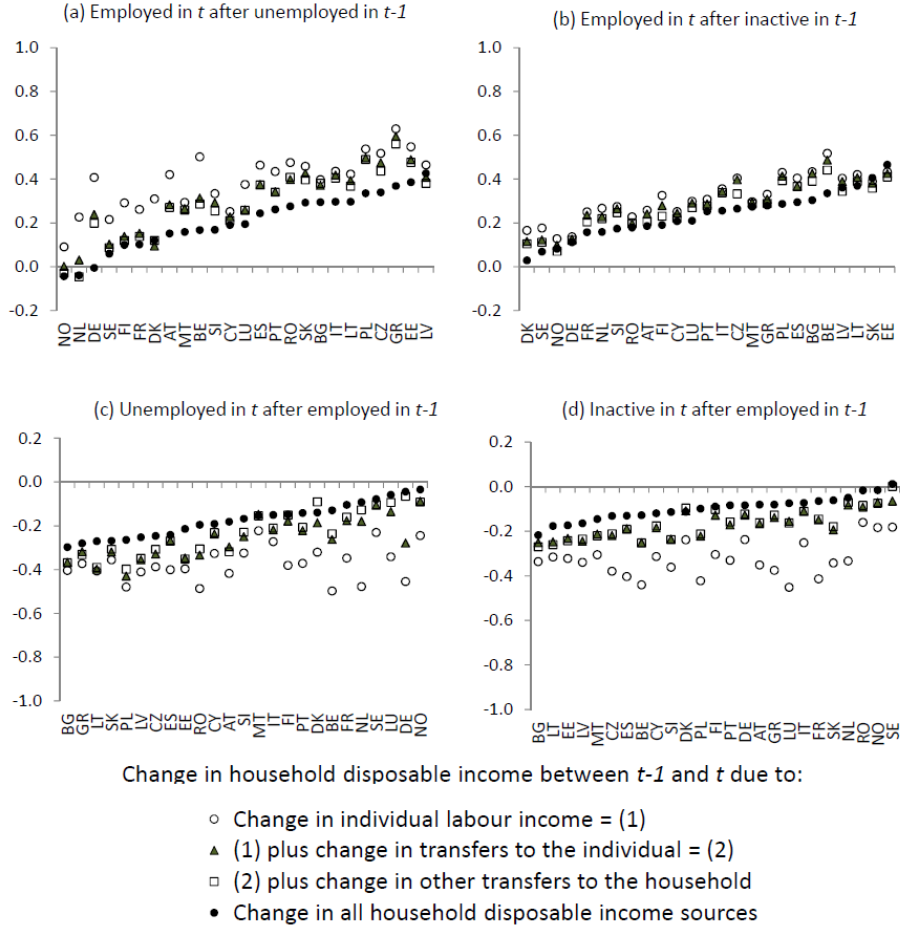 (a) Employed in t after unemployed in t-1
(b) Employed in t after inactive in t-1
1.0
0.8
0.6
0.4
0.2
0.0
-0.2
NO NL DE SE FI FR DK AT MT BE SI CY LU ES PT RO SK BG IT LT PL CZ GR EE LV
1.0
0.8
0.6
0.4
0.2
0.0
-0.2
DK SE NO DE FR NL SI RO AT FI CY LU PT IT CZ MT GR PL ES BG BE LV LT SK EE
(c) Unemployed in t after employed in t-1
(d) Inactive in t after employed in t-1
0.2
0.0
-0.2
-0.4
-0.6
-0.8
-1.0
BG GR LT SK PL LV CZ ES EE RO CY AT SI MT IT FI PT DK BE FR NL SE LU DE NO
0.2
0.0
-0.2
-0.4
-0.6
-0.8
-1.0
BG LT EE LV MT CZ ES BE CY SI DK PL FI PT DE AT GR LU IT FR SK NL RO NO SE
Change in household disposable income between t-1 and t due to:
Change in individual labour income = (1)
(1) plus change in transfers to the individual = (2)
(2) plus change in other transfers to the household
Change in all household disposable income sources